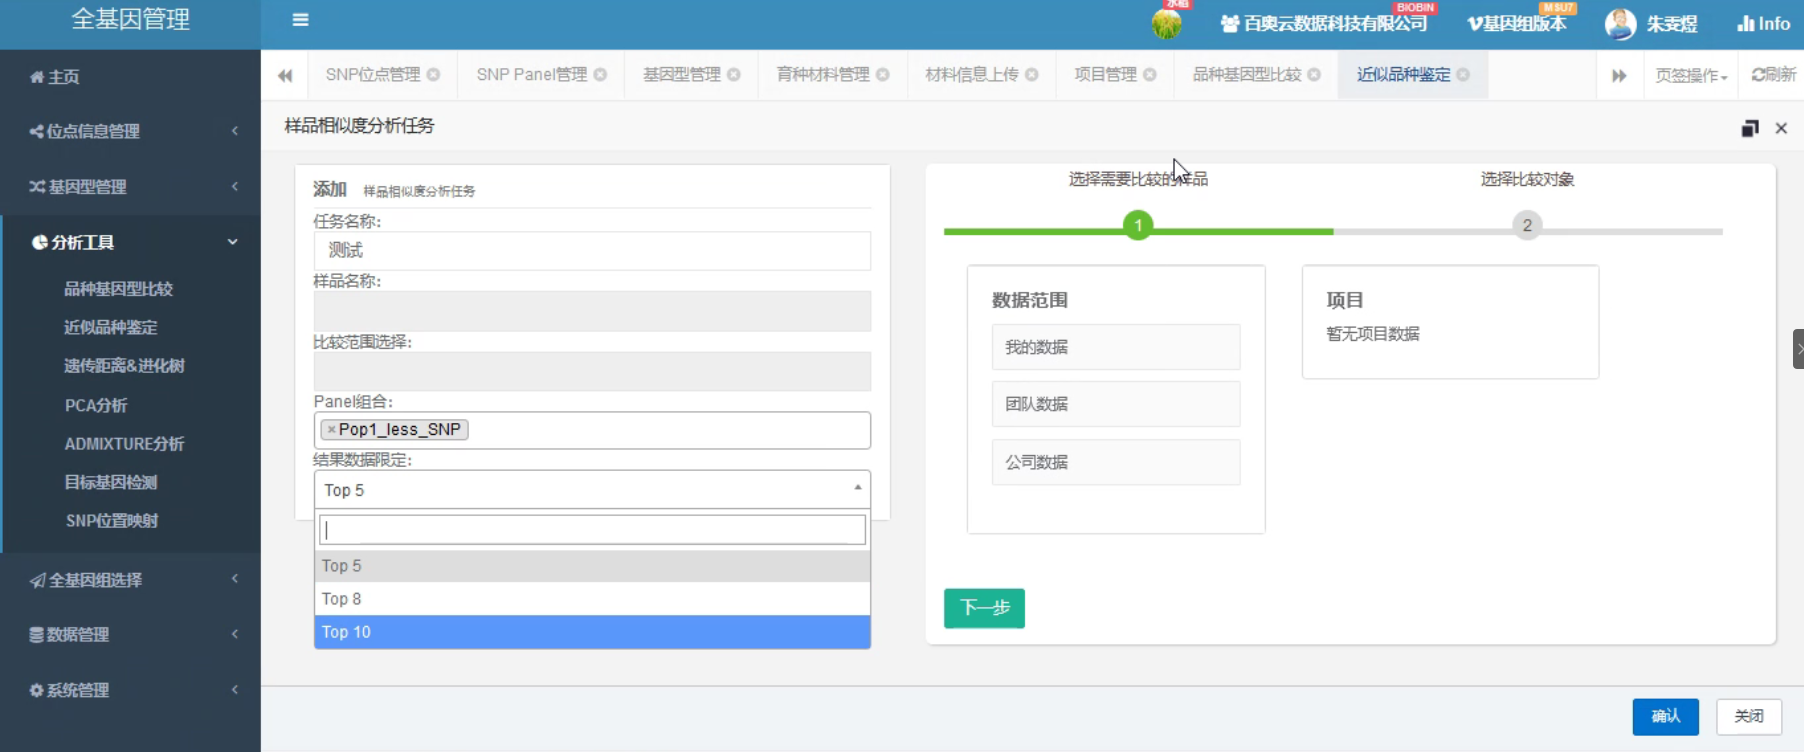 全基因管理
水稻
BIOBIN
百奥云数据科技有限公司
MSU7
基因组版本
朱雯煜
Info
主页
位点信息管理
基因型管理
分析工具
品种基因型比较
近似品种鉴定
遗传距离&进化树
PCA分析
ADMIXTURE分析
目标基因检测
SNP位置映射
全基因组选择
数据管理
系统管理
SNP位点管理
SNP Panel管理
基因型管理
育种材料管理
材料信息上传
项目管理
品种基因型比较
近似品种鉴定
页签操作
刷新
样品相似度分析任务
添加 样品相似度分析任务
任务名称:
测试
样品名称:
比较范围选择:
Panel组合:
×Pop1_less_SNP
结果数据限定:
Top 5
Top 5
Top 8
Top 10
选择需要比较的样品
选择比较对象
1
2
数据范围
我的数据
团队数据
公司数据
项目
暂无项目数据
下一步
确认
关闭